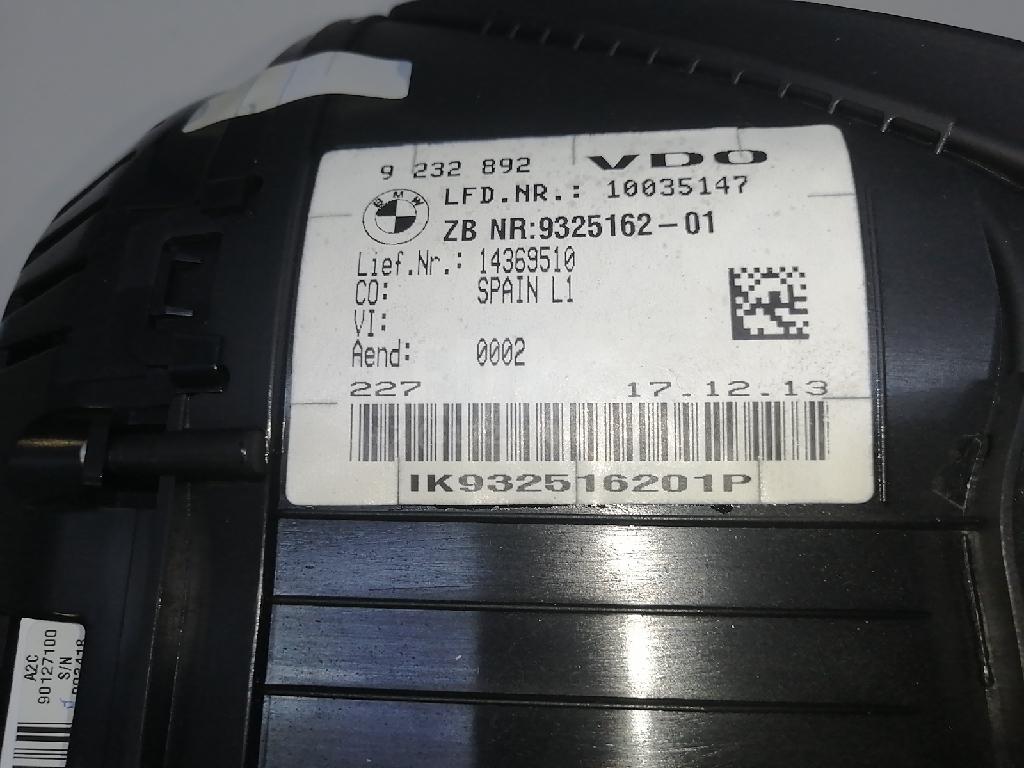 9 232 892 VDO
BMW
LFD.NR.: 10035147
ZB NR:9325162-01
Lief.Nr.: 14369510
CO: SPAIN L1
VI:
Aend: 0002
227 17.12.13
IK932516201P
A2C
90127100
S/N